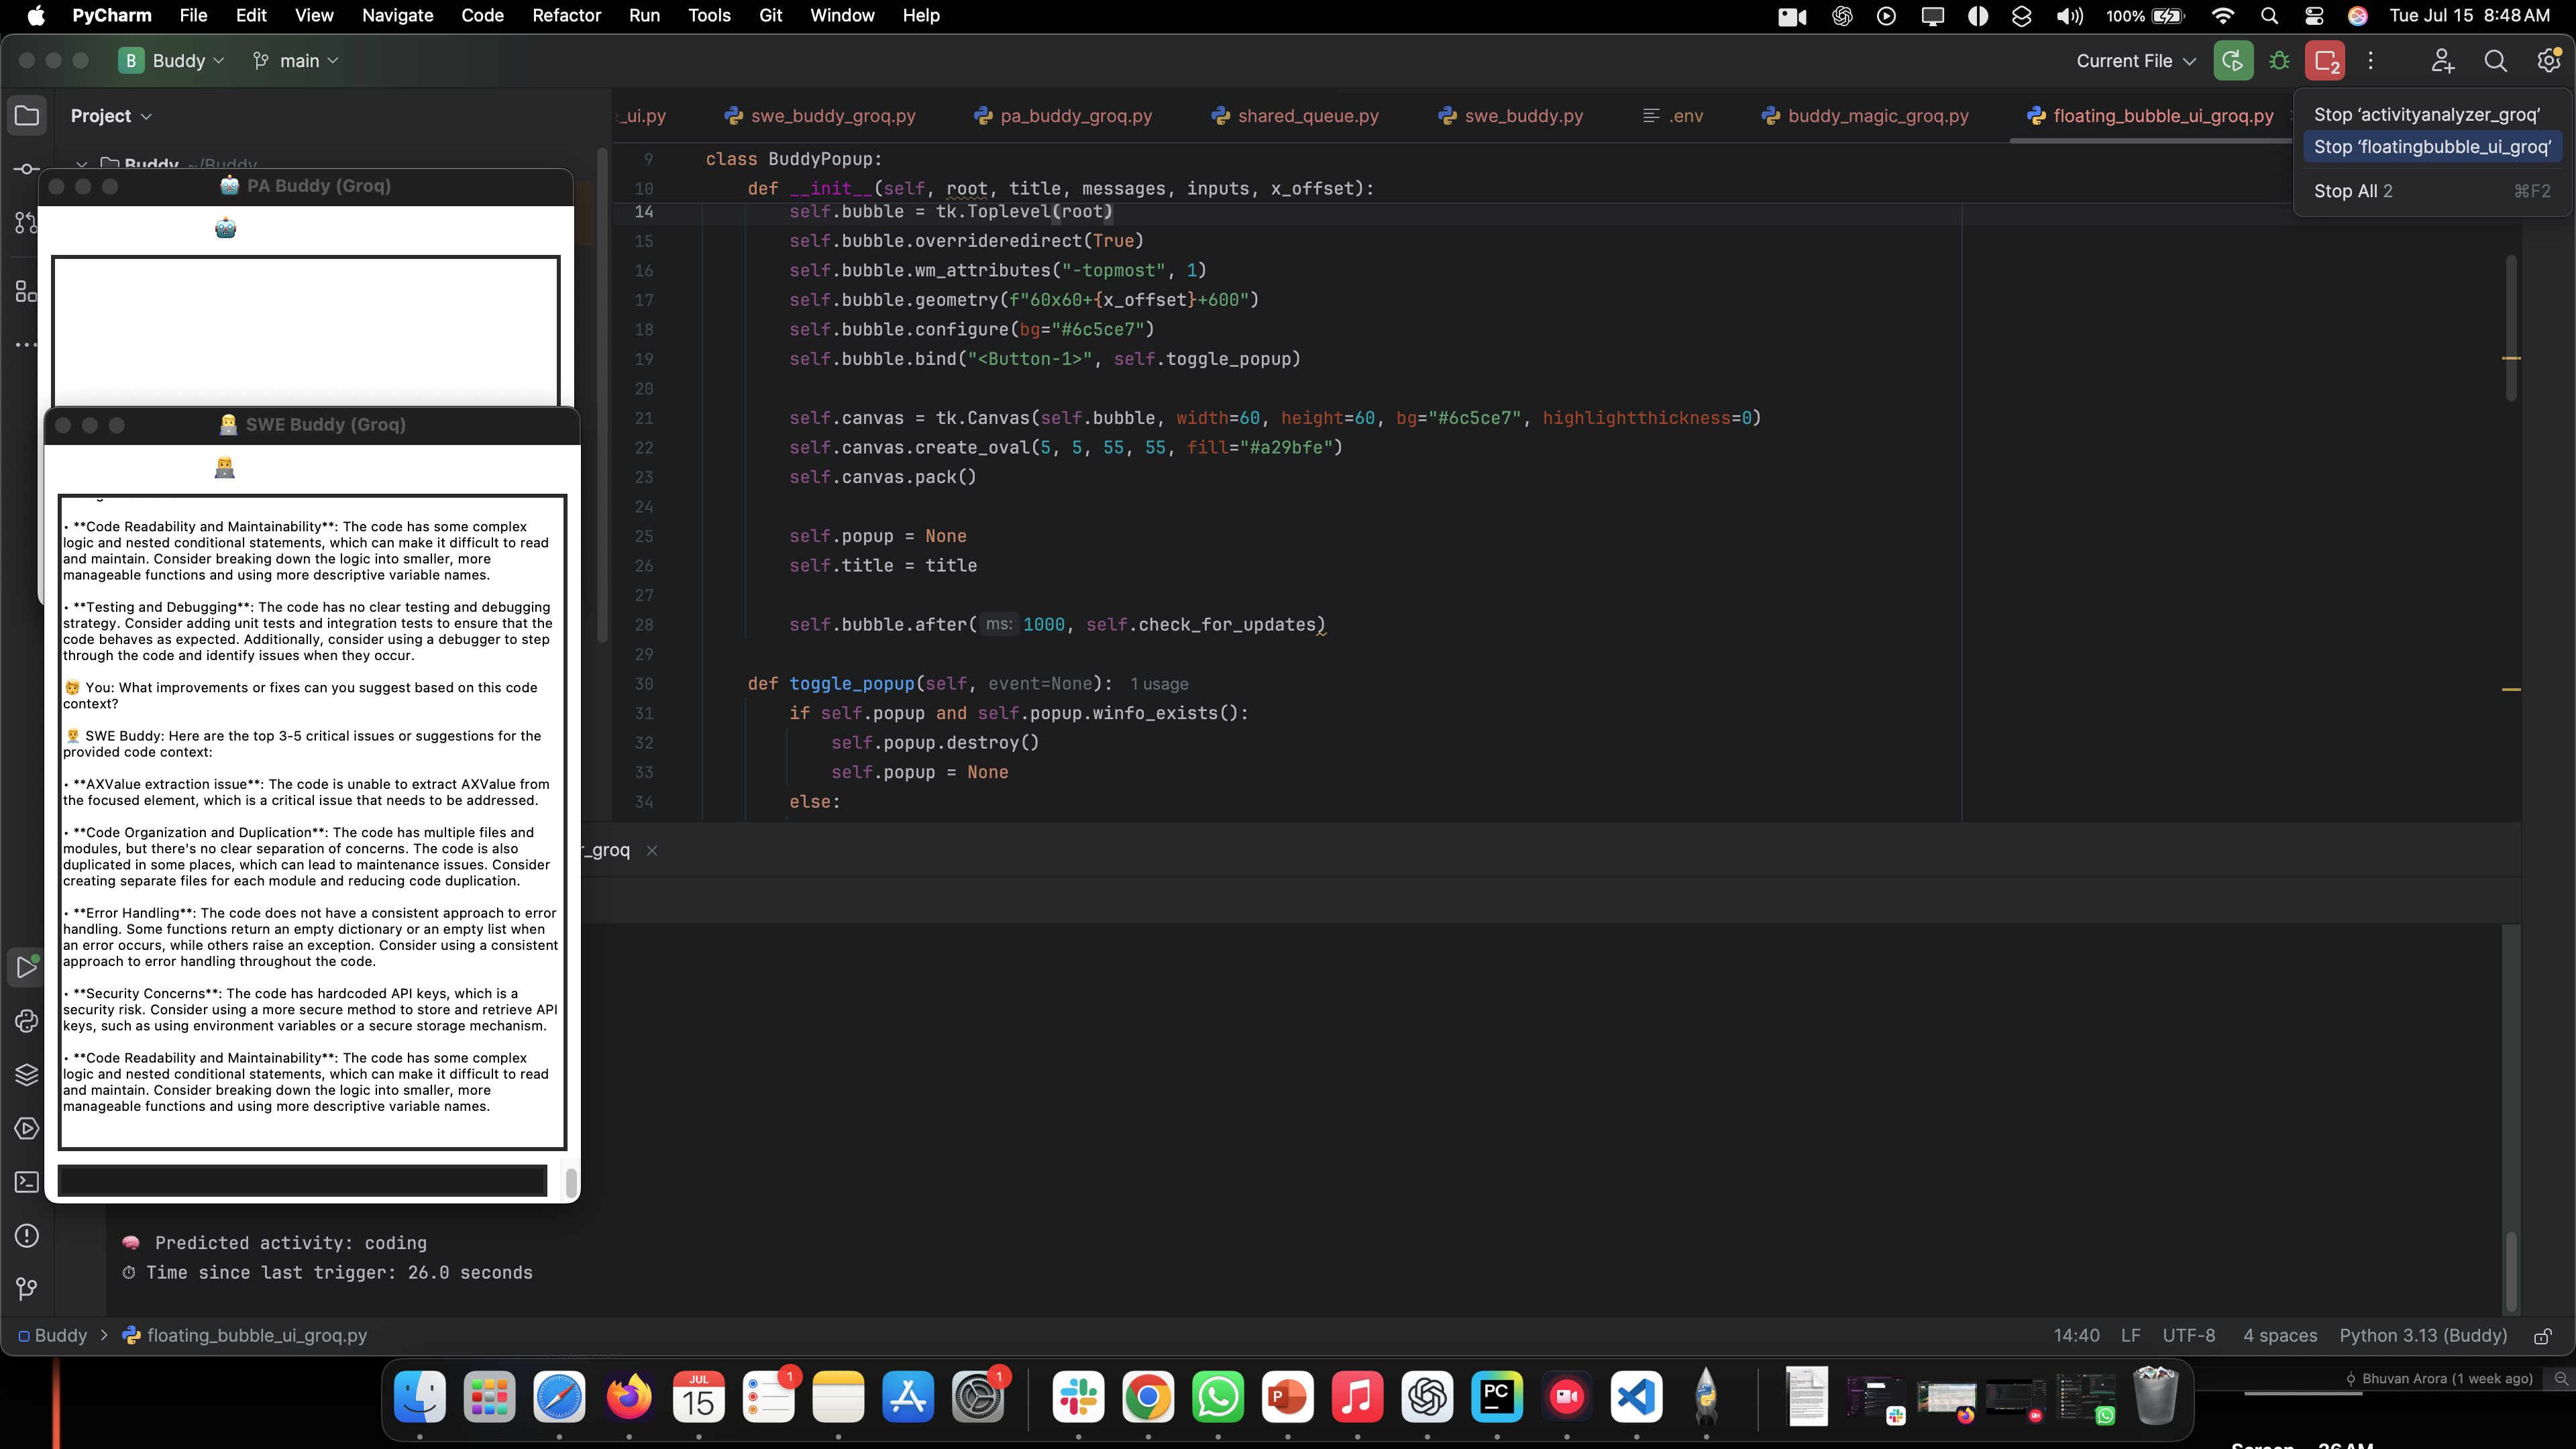 PyCharm File Edit View Navigate Code Refactor Run Tools Git Window Help
100% Tue Jul 15 8:48 AM
B Buddy main
Current File 2
Project
_ui.py swe_buddy_groq.py pa_buddy_groq.py shared_queue.py swe_buddy.py .env buddy_magic_groq.py floating_bubble_ui_groq.py
Stop ‘activityanalyzer_groq’
Stop ‘floatingbubble_ui_groq’
Stop All 2 ⌘F2
Buddy ~/Buddy
🤖 PA Buddy (Groq)
🤖
👨‍💻 SWE Buddy (Groq)
👨‍💻
• **Code Readability and Maintainability**: The code has some complex
logic and nested conditional statements, which can make it difficult to read
and maintain. Consider breaking down the logic into smaller, more
manageable functions and using more descriptive variable names.
• **Testing and Debugging**: The code has no clear testing and debugging
strategy. Consider adding unit tests and integration tests to ensure that the
code behaves as expected. Additionally, consider using a debugger to step
through the code and identify issues when they occur.
You: What improvements or fixes can you suggest based on this code
context?
SWE Buddy: Here are the top 3-5 critical issues or suggestions for the
provided code context:
• **AXValue extraction issue**: The code is unable to extract AXValue from
the focused element, which is a critical issue that needs to be addressed.
• **Code Organization and Duplication**: The code has multiple files and
modules, but there's no clear separation of concerns. The code is also
duplicated in some places, which can lead to maintenance issues. Consider
creating separate files for each module and reducing code duplication.
• **Error Handling**: The code does not have a consistent approach to error
handling. Some functions return an empty dictionary or an empty list when
an error occurs, while others raise an exception. Consider using a consistent
approach to error handling throughout the code.
• **Security Concerns**: The code has hardcoded API keys, which is a
security risk. Consider using a more secure method to store and retrieve API
keys, such as using environment variables or a secure storage mechanism.
• **Code Readability and Maintainability**: The code has some complex
logic and nested conditional statements, which can make it difficult to read
and maintain. Consider breaking down the logic into smaller, more
manageable functions and using more descriptive variable names.
9 class BuddyPopup:
10 def __init__(self, root, title, messages, inputs, x_offset):
14 self.bubble = tk.Toplevel(root)
15 self.bubble.overrideredirect(True)
16 self.bubble.wm_attributes("-topmost", 1)
17 self.bubble.geometry(f"60x60+{x_offset}+600")
18 self.bubble.configure(bg="#6c5ce7")
19 self.bubble.bind("<Button-1>", self.toggle_popup)
20
21 self.canvas = tk.Canvas(self.bubble, width=60, height=60, bg="#6c5ce7", highlightthickness=0)
22 self.canvas.create_oval(5, 5, 55, 55, fill="#a29bfe")
23 self.canvas.pack()
24
25 self.popup = None
26 self.title = title
27
28 self.bubble.after( ms: 1000, self.check_for_updates)
29
30 def toggle_popup(self, event=None): 1 usage
31 if self.popup and self.popup.winfo_exists():
32 self.popup.destroy()
33 self.popup = None
34 else:
_groq
🧠 Predicted activity: coding
⏱ Time since last trigger: 26.0 seconds
Buddy > floating_bubble_ui_groq.py
14:40 LF UTF-8 4 spaces Python 3.13 (Buddy)
JUL
15
1
1
P
PC
Bhuvan Arora (1 week ago)